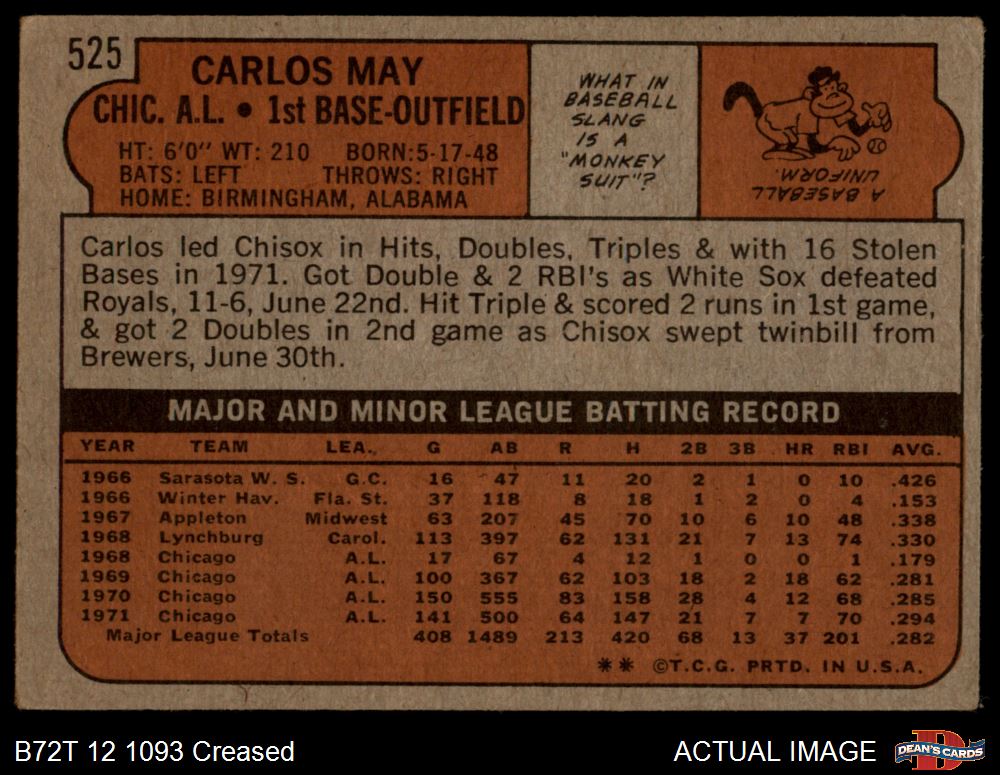 525
CARLOS MAY
CHIC. A.L. • 1st BASE-OUTFIELD
HT: 6'0" WT: 210 BORN:5-17-48
BATS: LEFT THROWS: RIGHT
HOME: BIRMINGHAM, ALABAMA
WHAT IN
BASEBALL
SLANG
IS A
"MONKEY
SUIT"?
A BASEBALL
UNIFORM.
Carlos led Chisox in Hits, Doubles, Triples & with 16 Stolen
Bases in 1971. Got Double & 2 RBI's as White Sox defeated
Royals, 11-6, June 22nd. Hit Triple & scored 2 runs in 1st game,
& got 2 Doubles in 2nd game as Chisox swept twinbill from
Brewers, June 30th.
MAJOR AND MINOR LEAGUE BATTING RECORD
YEAR TEAM LEA. G AB R H 2B 3B HR RBI AVG.
1966 Sarasota W. S. G.C. 16 47 11 20 2 1 0 10 .426
1966 Winter Hav. Fla. St. 37 118 8 18 1 2 0 4 .153
1967 Appleton Midwest 63 207 45 70 10 6 10 48 .338
1968 Lynchburg Carol. 113 397 62 131 21 7 13 74 .330
1968 Chicago A.L. 17 67 4 12 1 0 0 1 .179
1969 Chicago A.L. 100 367 62 103 18 2 18 62 .281
1970 Chicago A.L. 150 555 83 158 28 4 12 68 .285
1971 Chicago A.L. 141 500 64 147 21 7 7 70 .294
Major League Totals 408 1489 213 420 68 13 37 201 .282
** ©T.C.G. PRTD. IN U.S.A.
B72T 12 1093 Creased
ACTUAL IMAGE
D
DEAN'S CARDS